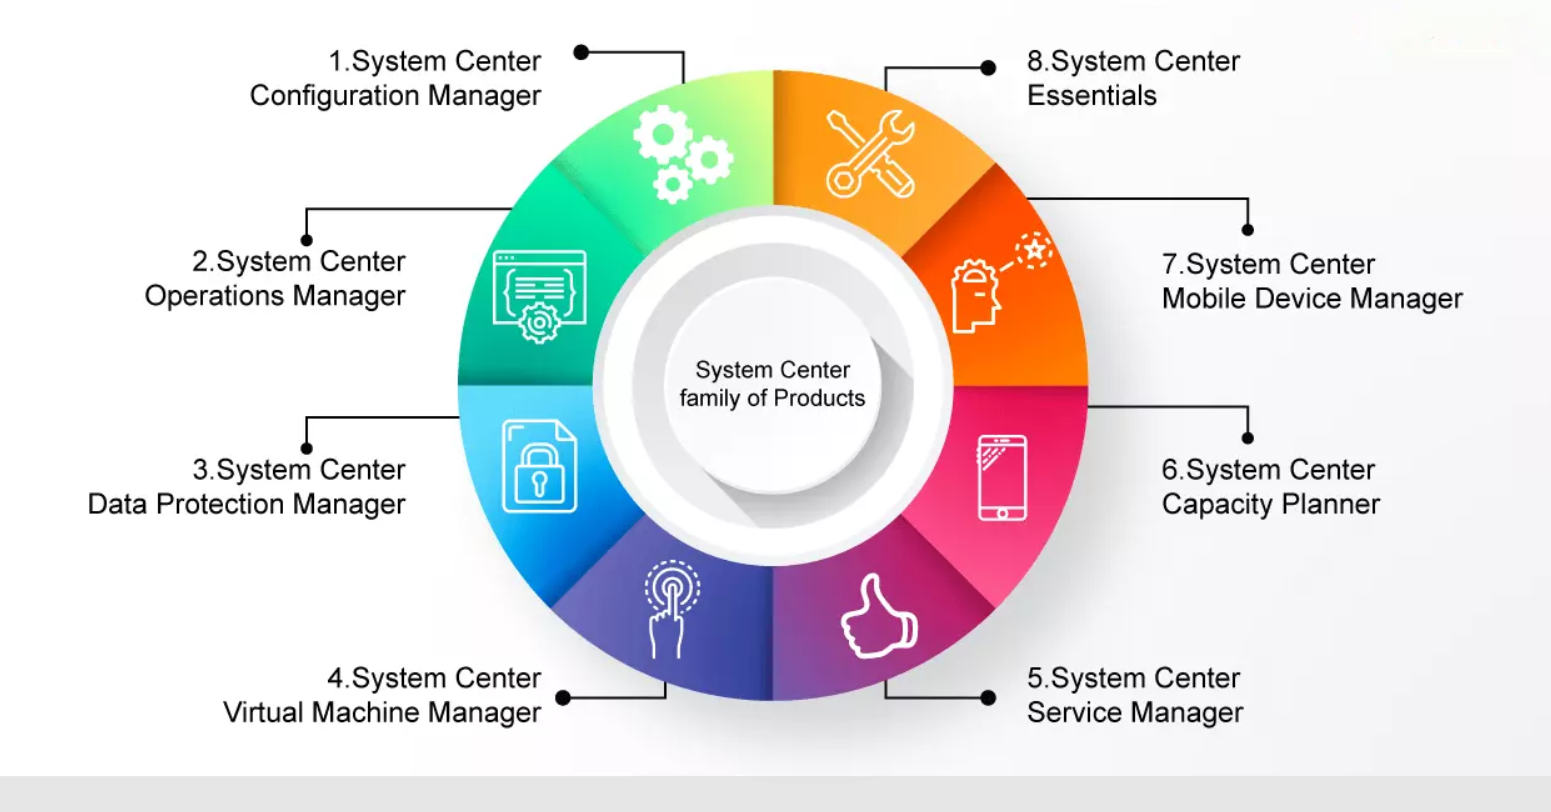 1.System Center
Configuration Manager
2.System Center
Operations Manager
3.System Center
Data Protection Manager
4.System Center
Virtual Machine Manager
5.System Center
Service Manager
6.System Center
Capacity Planner
7.System Center
Mobile Device Manager
8.System Center
Essentials
System Center
family of Products